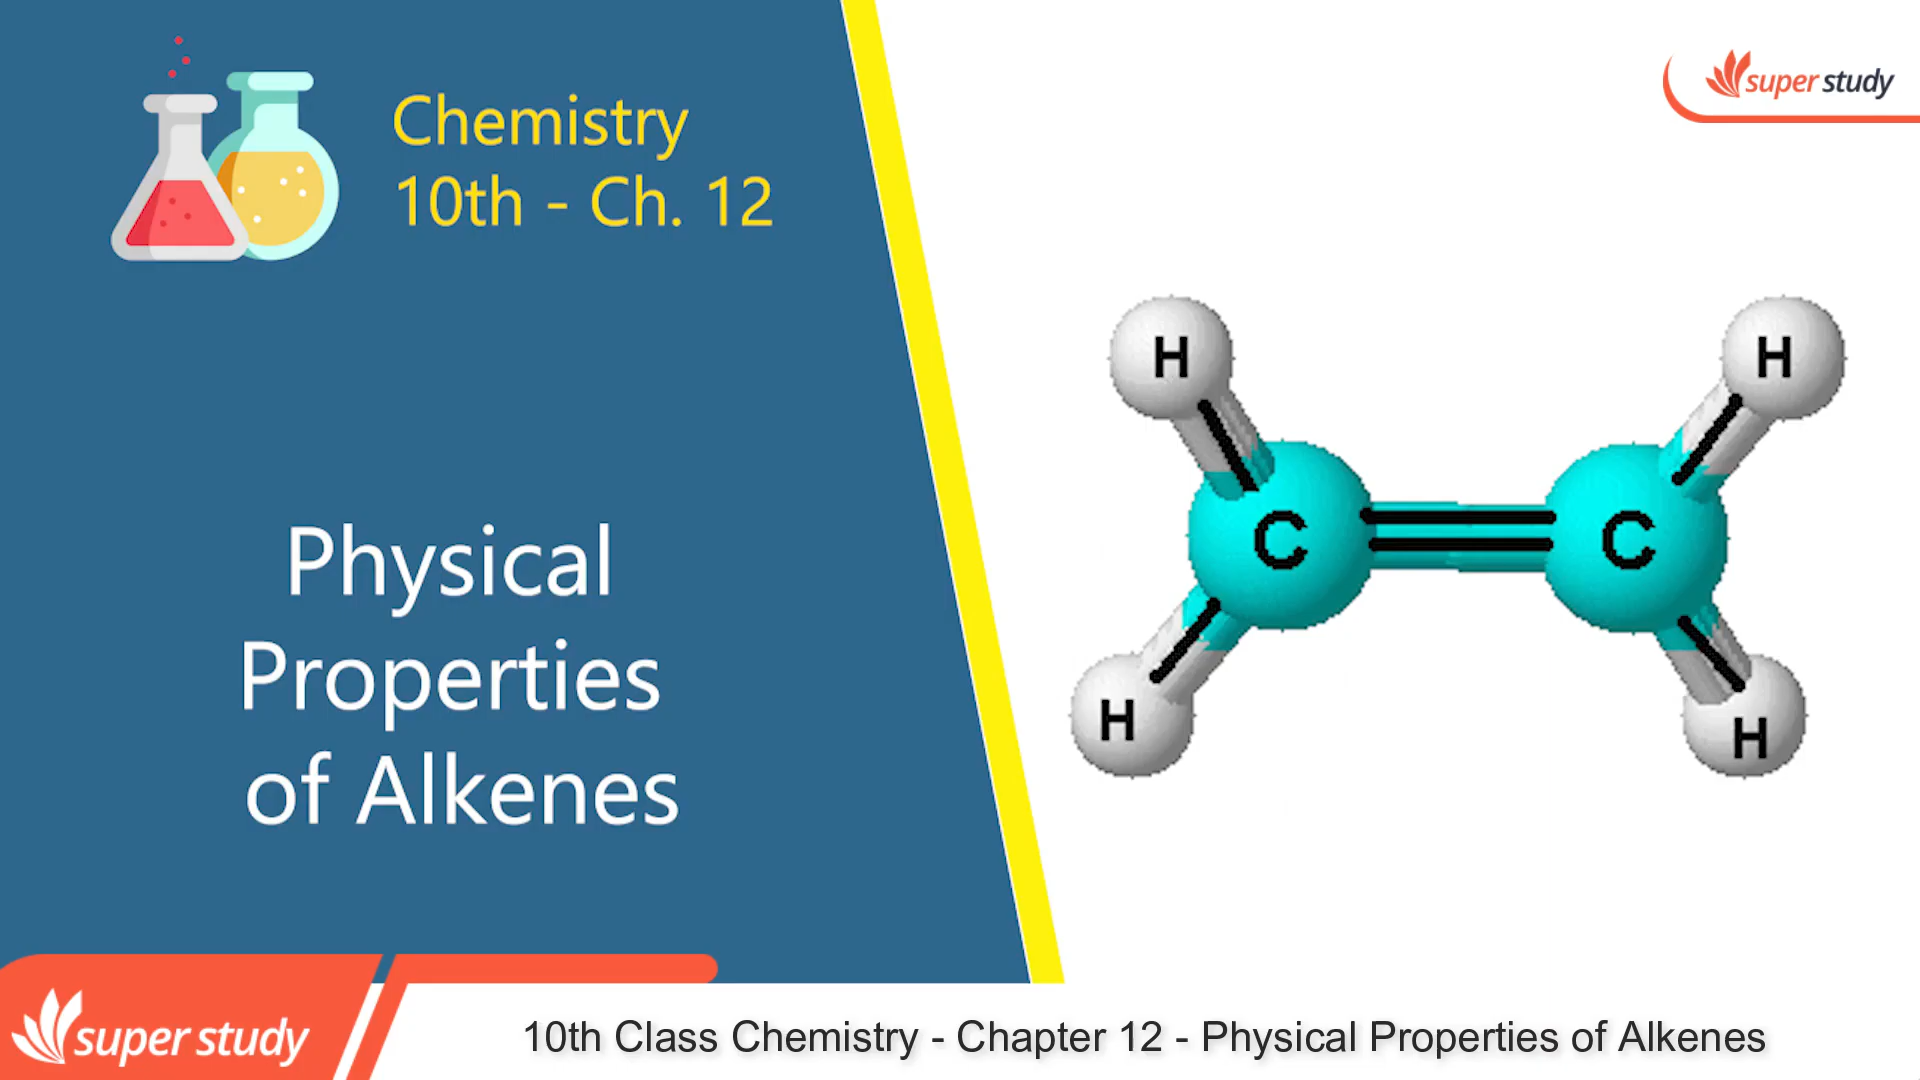 Chemistry
10th - Ch. 12
super study
H
H
C
C
H
H
Physical
Properties
of Alkenes
super study
10th Class Chemistry - Chapter 12 - Physical Properties of Alkenes